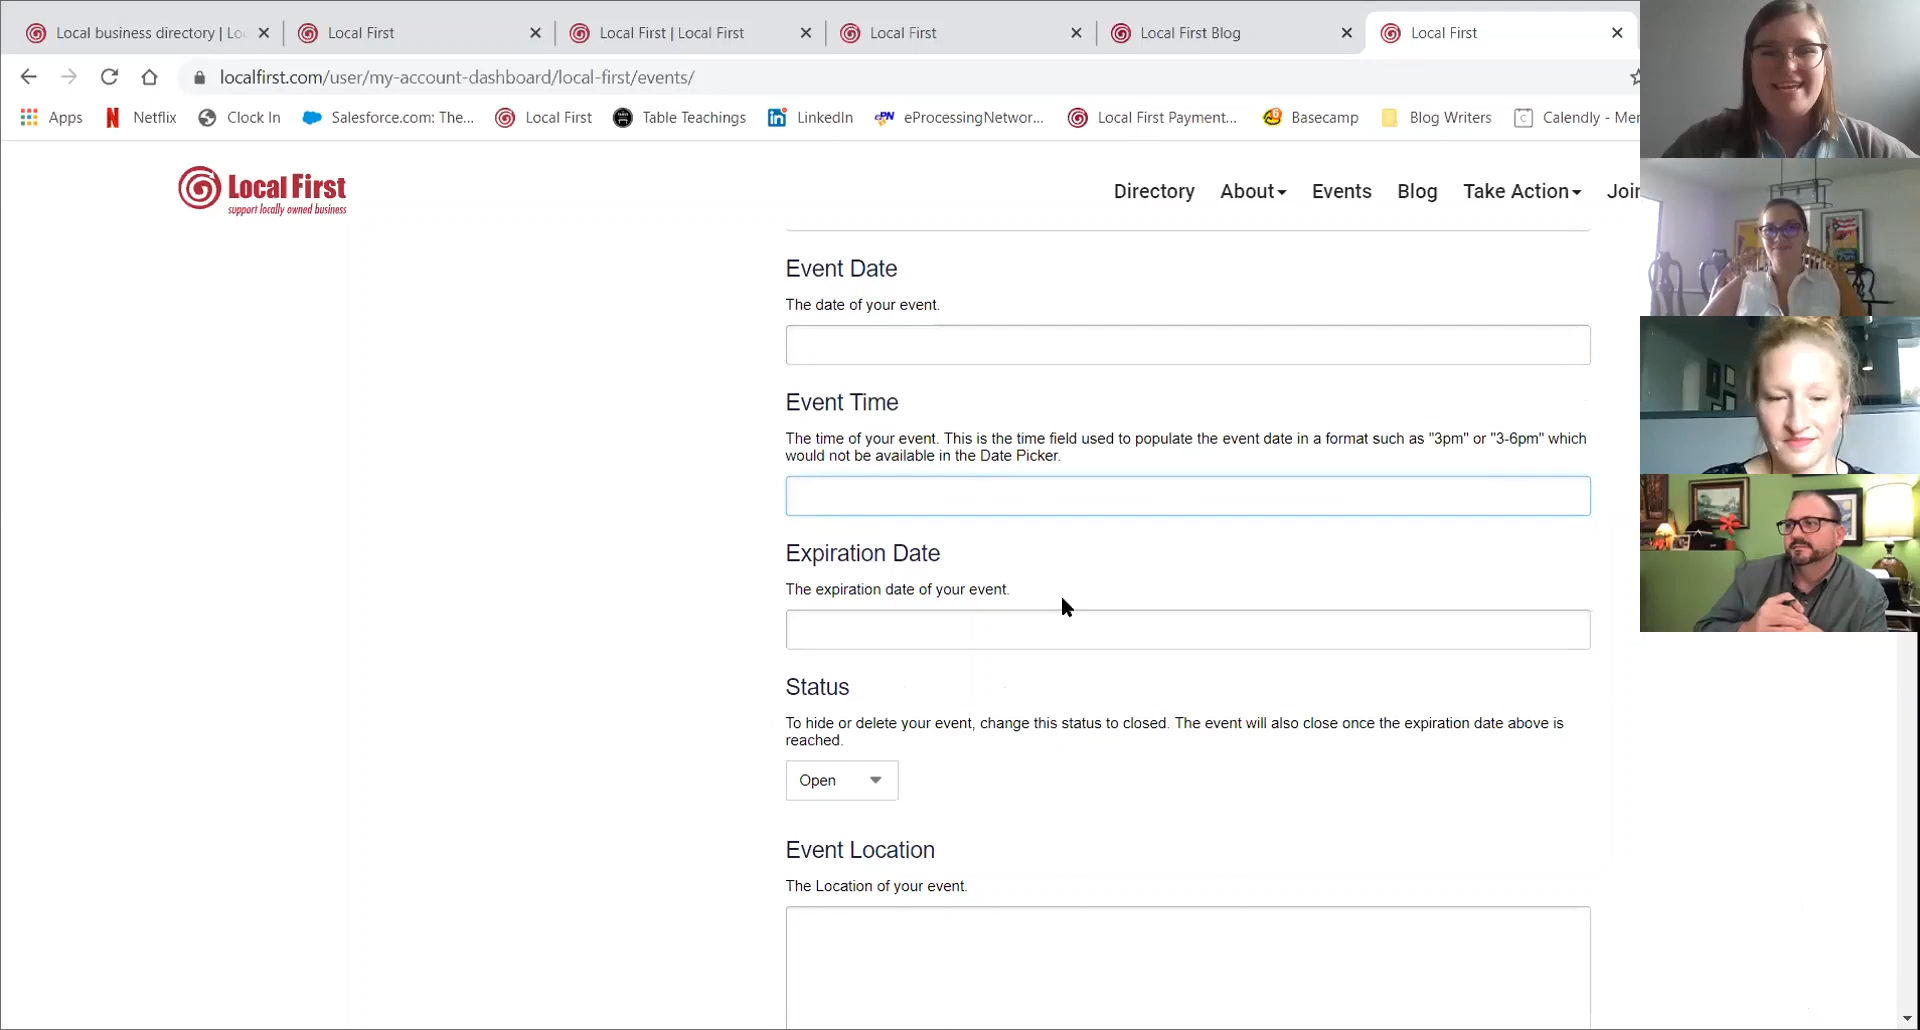 Local business directory | Lo
Local First
Local First | Local First
Local First
Local First Blog
Local First
localfirst.com/user/my-account-dashboard/local-first/events/
Apps
Netflix
Clock In
Salesforce.com: The...
Local First
Table Teachings
LinkedIn
eProcessingNetwor...
Local First Payment...
Basecamp
Blog Writers
Calendly - Mer
Local First
support locally owned business
Directory About Events Blog Take Action Join
Event Date
The date of your event.
Event Time
The time of your event. This is the time field used to populate the event date in a format such as "3pm" or "3-6pm" which
would not be available in the Date Picker.
Expiration Date
The expiration date of your event.
Status
To hide or delete your event, change this status to closed. The event will also close once the expiration date above is
reached.
Open
Event Location
The Location of your event.